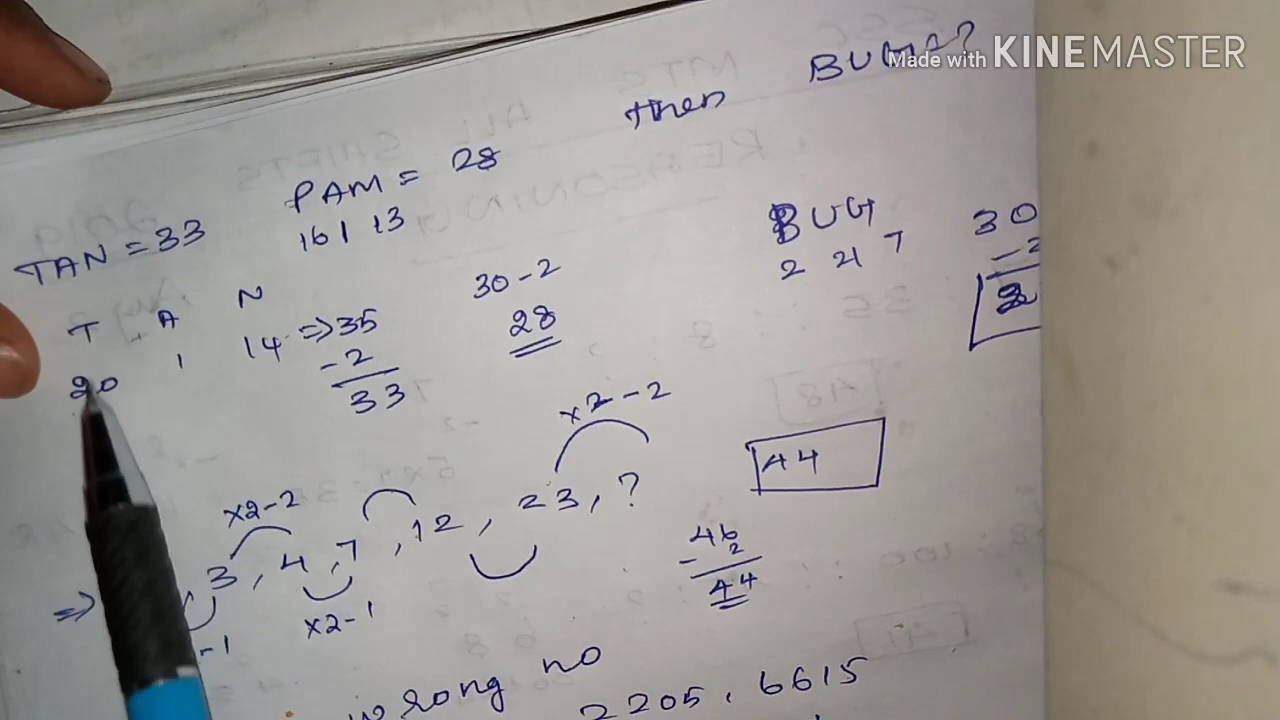 Made with KINEMASTER
TAN = 33 PAM = 28 then BUG = ?
16 1 13
T A N
20 1 14 => 35
- 2
33
30 - 2
28
BUG
2 21 7
30
- 2
x2-2 x2-2
=> , 3, 4, 7, 12, 23, ?
-1 x2-1
44
46
- 2
44
wrong no
2205, 6615